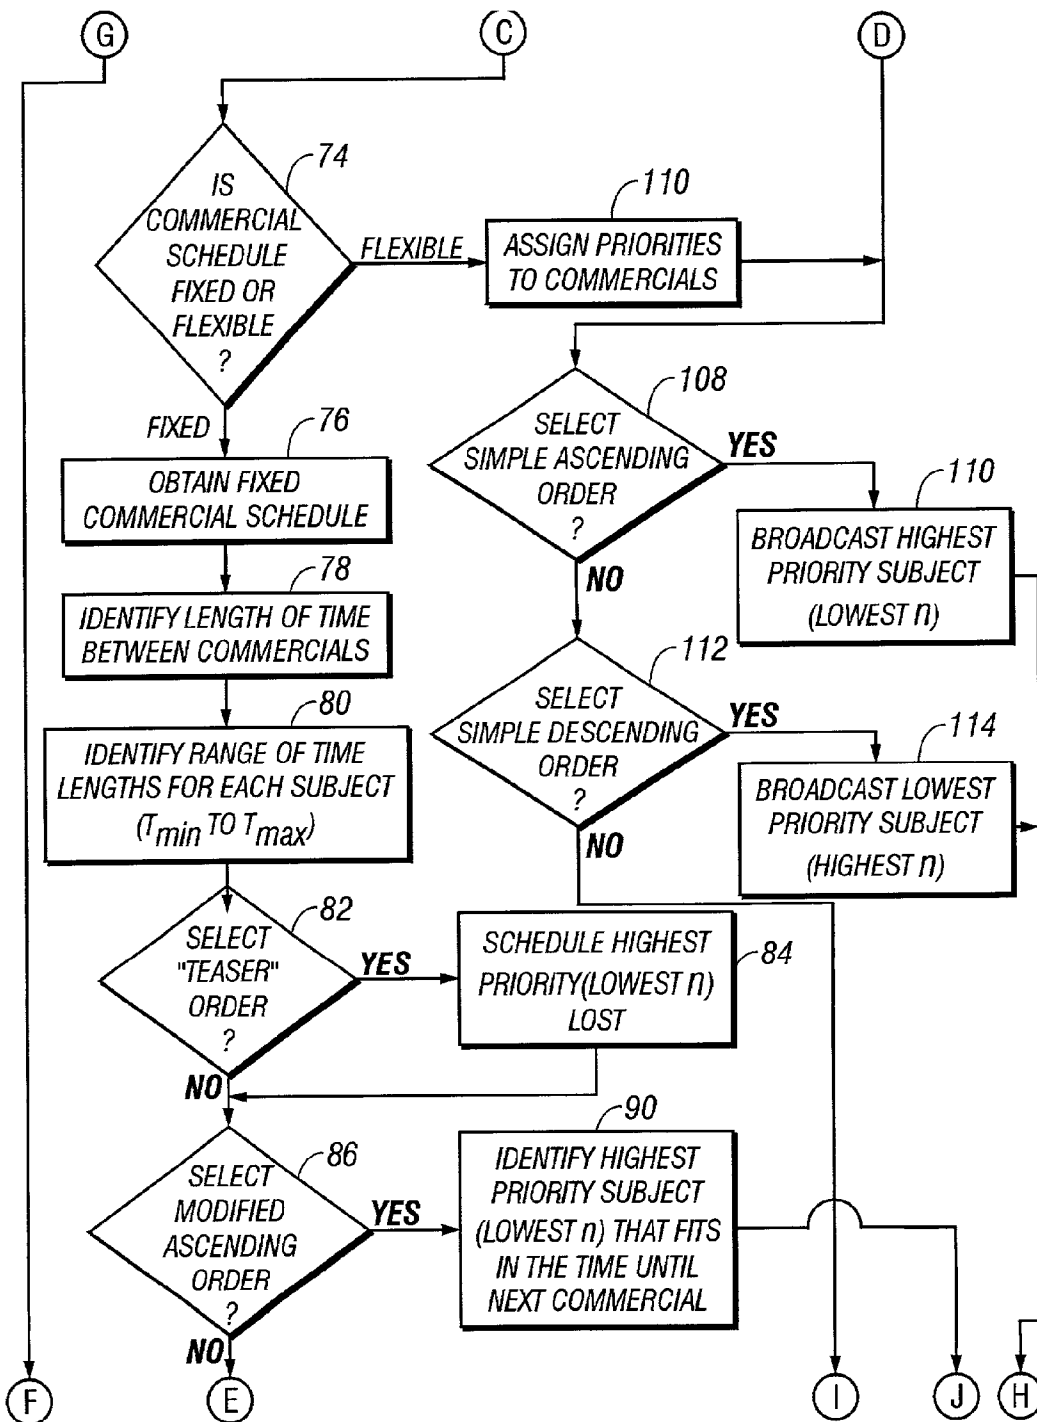 G
C
D
74
IS
COMMERCIAL
SCHEDULE
FIXED OR
FLEXIBLE
?
FLEXIBLE
110
ASSIGN PRIORITIES
TO COMMERCIALS
FIXED
76
OBTAIN FIXED
COMMERCIAL SCHEDULE
78
IDENTIFY LENGTH OF TIME
BETWEEN COMMERCIALS
80
IDENTIFY RANGE OF TIME
LENGTHS FOR EACH SUBJECT
(Tmin TO Tmax)
108
SELECT
SIMPLE ASCENDING
ORDER
?
YES
NO
110
BROADCAST HIGHEST
PRIORITY SUBJECT
(LOWEST n)
112
SELECT
SIMPLE DESCENDING
ORDER
?
YES
NO
114
BROADCAST LOWEST
PRIORITY SUBJECT
(HIGHEST n)
82
SELECT
"TEASER"
ORDER
?
YES
NO
84
SCHEDULE HIGHEST
PRIORITY(LOWEST n)
LOST
86
SELECT
MODIFIED
ASCENDING
ORDER
?
YES
NO
90
IDENTIFY HIGHEST
PRIORITY SUBJECT
(LOWEST n) THAT FITS
IN THE TIME UNTIL
NEXT COMMERCIAL
F
E
I
J
H